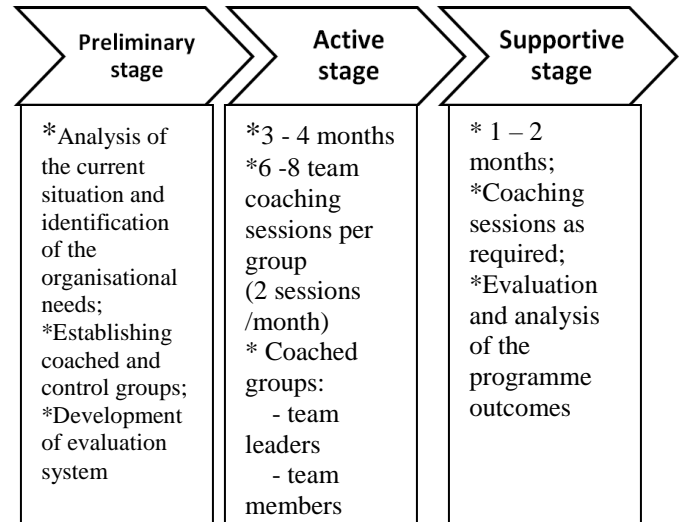 Preliminary
stage
*Analysis of
the current
situation and
identification
of the
organisational
needs;
*Establishing
coached and
control groups;
*Development
of evaluation
system
Active
stage
*3 - 4 months
*6 -8 team
coaching
sessions per
group
(2 sessions
/month)
* Coached
groups:
- team
leaders
- team
members
Supportive
stage
* 1 – 2
months;
*Coaching
sessions as
required;
*Evaluation
and analysis
of the
programme
outcomes